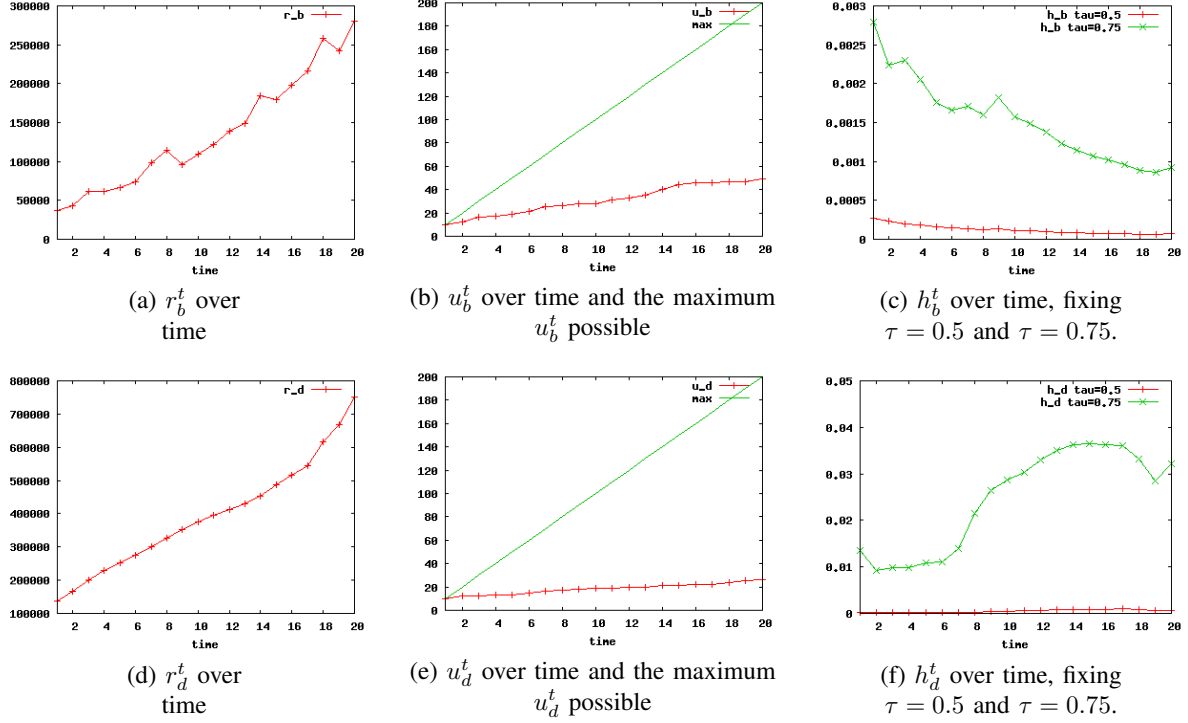 300000
250000
200000
150000
100000
50000
0
r_b
2 4 6 8 10 12 14 16 18 20
time
(a) r_b^t over
time
200
180
160
140
120
100
80
60
40
20
0
u_b
max
2 4 6 8 10 12 14 16 18 20
time
(b) u_b^t over time and the maximum
u_b^t possible
0.003
0.0025
0.002
0.0015
0.001
0.0005
0
h_b tau=0.5
h_b tau=0.75
2 4 6 8 10 12 14 16 18 20
time
(c) h_b^t over time, fixing
τ = 0.5 and τ = 0.75.
800000
700000
600000
500000
400000
300000
200000
100000
r_d
2 4 6 8 10 12 14 16 18 20
time
(d) r_d^t over
time
200
180
160
140
120
100
80
60
40
20
0
u_d
max
2 4 6 8 10 12 14 16 18 20
time
(e) u_d^t over time and the maximum
u_d^t possible
0.05
0.04
0.03
0.02
0.01
0
h_d tau=0.5
h_d tau=0.75
2 4 6 8 10 12 14 16 18 20
time
(f) h_d^t over time, fixing
τ = 0.5 and τ = 0.75.